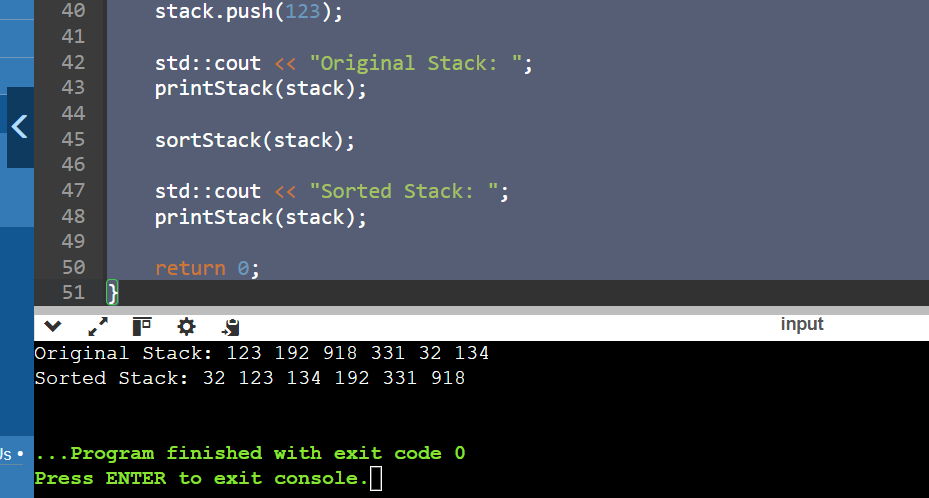 40 stack.push(123);
41
42 std::cout << "Original Stack: ";
43 printStack(stack);
44
45 sortStack(stack);
46
47 std::cout << "Sorted Stack: ";
48 printStack(stack);
49
50 return 0;
51 }
input
Original Stack: 123 192 918 331 32 134
Sorted Stack: 32 123 134 192 331 918
...Program finished with exit code 0
Press ENTER to exit console.